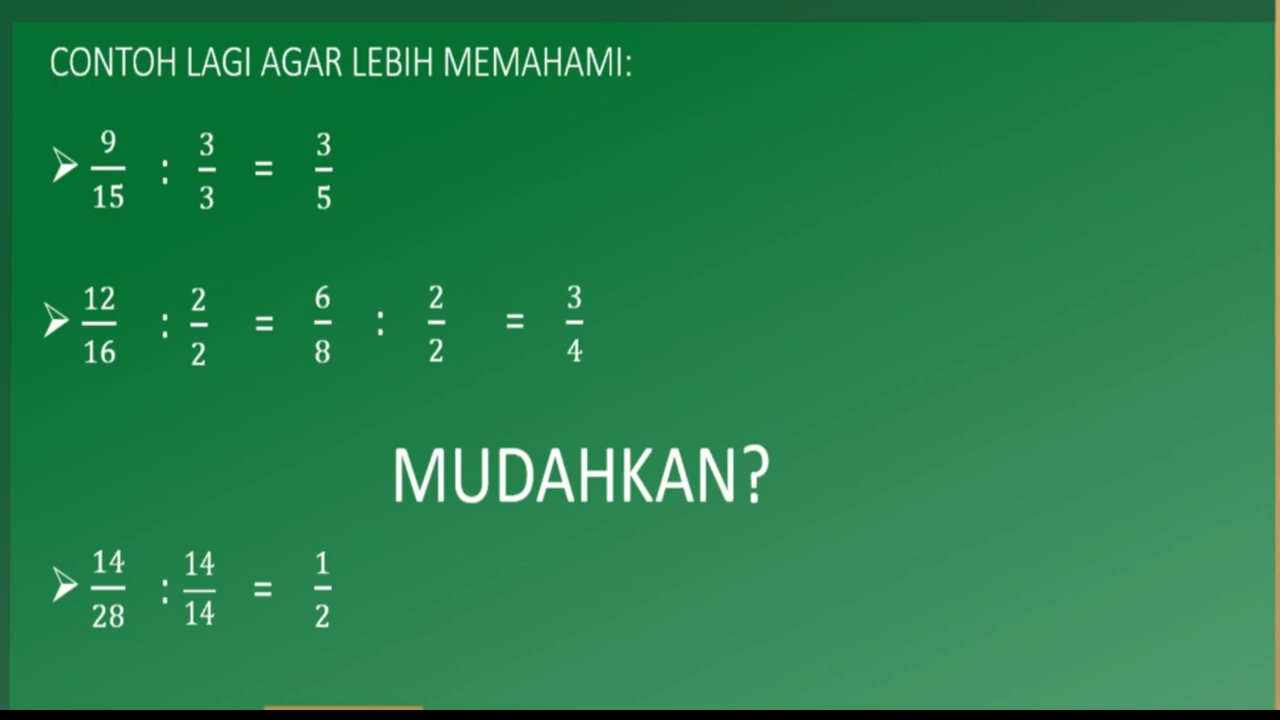 CONTOH LAGI AGAR LEBIH MEMAHAMI:
➢ 9/15 : 3/3 = 3/5
➢ 12/16 : 2/2 = 6/8 : 2/2 = 3/4
MUDAHKAN?
➢ 14/28 : 14/14 = 1/2